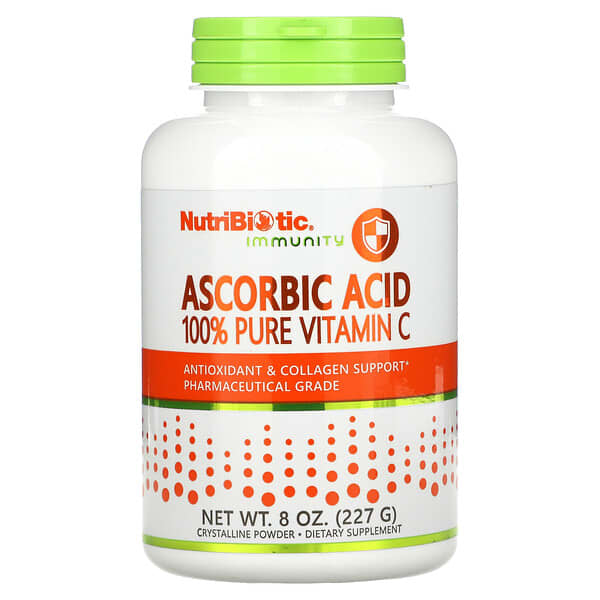 NutriBiotic®
immunity
ASCORBIC ACID
100% PURE VITAMIN C
ANTIOXIDANT & COLLAGEN SUPPORT*
PHARMACEUTICAL GRADE
NET WT. 8 OZ. (227 G)
CRYSTALLINE POWDER • DIETARY SUPPLEMENT